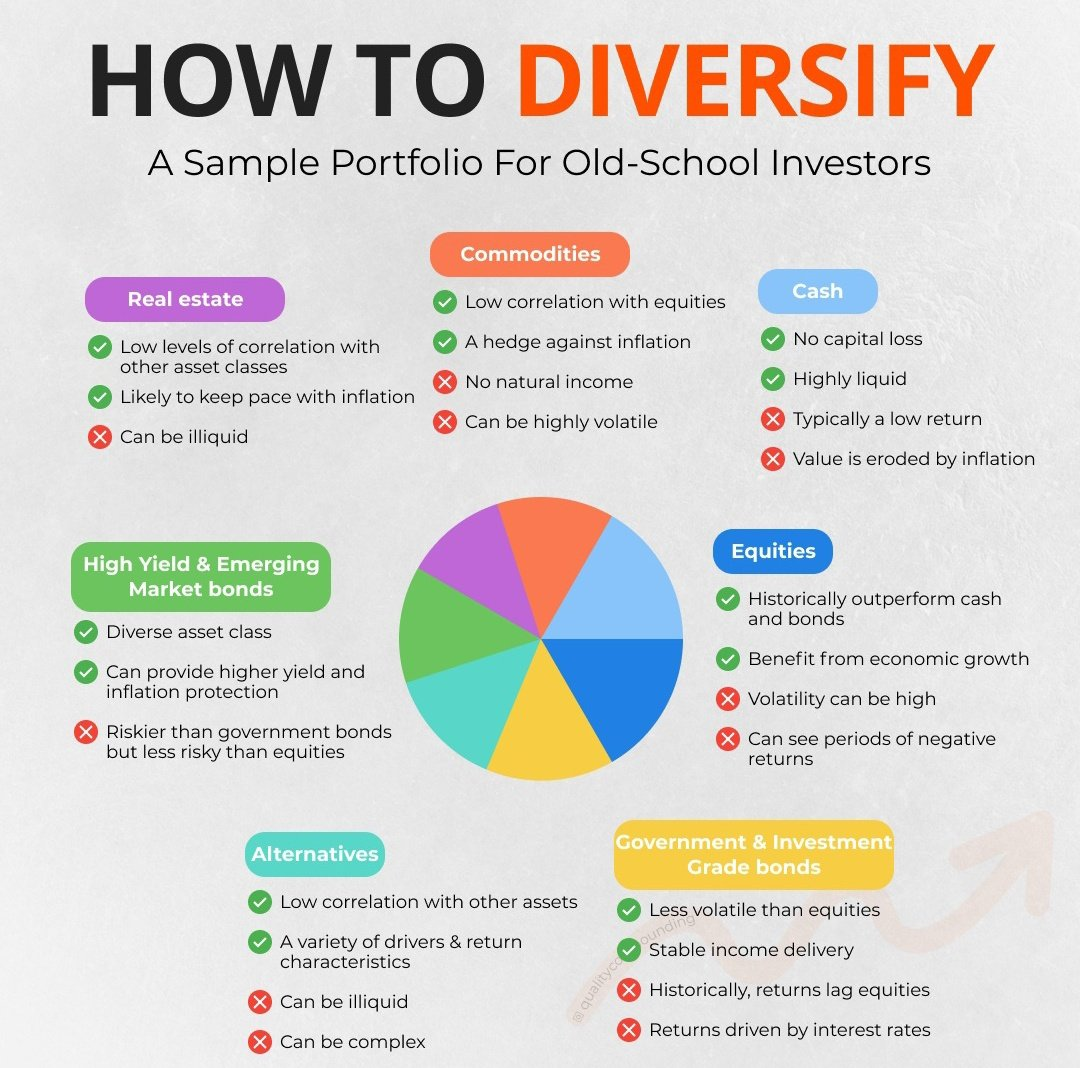 HOW TO DIVERSIFY
A Sample Portfolio For Old-School Investors
Commodities
Low correlation with equities
A hedge against inflation
No natural income
Can be highly volatile
Real estate
Low levels of correlation with
other asset classes
Likely to keep pace with inflation
Can be illiquid
Cash
No capital loss
Highly liquid
Typically a low return
Value is eroded by inflation
High Yield & Emerging
Market bonds
Diverse asset class
Can provide higher yield and
inflation protection
Riskier than government bonds
but less risky than equities
Equities
Historically outperform cash
and bonds
Benefit from economic growth
Volatility can be high
Can see periods of negative
returns
Alternatives
Low correlation with other assets
A variety of drivers & return
characteristics
Can be illiquid
Can be complex
Government & Investment
Grade bonds
Less volatile than equities
Stable income delivery
Historically, returns lag equities
Returns driven by interest rates